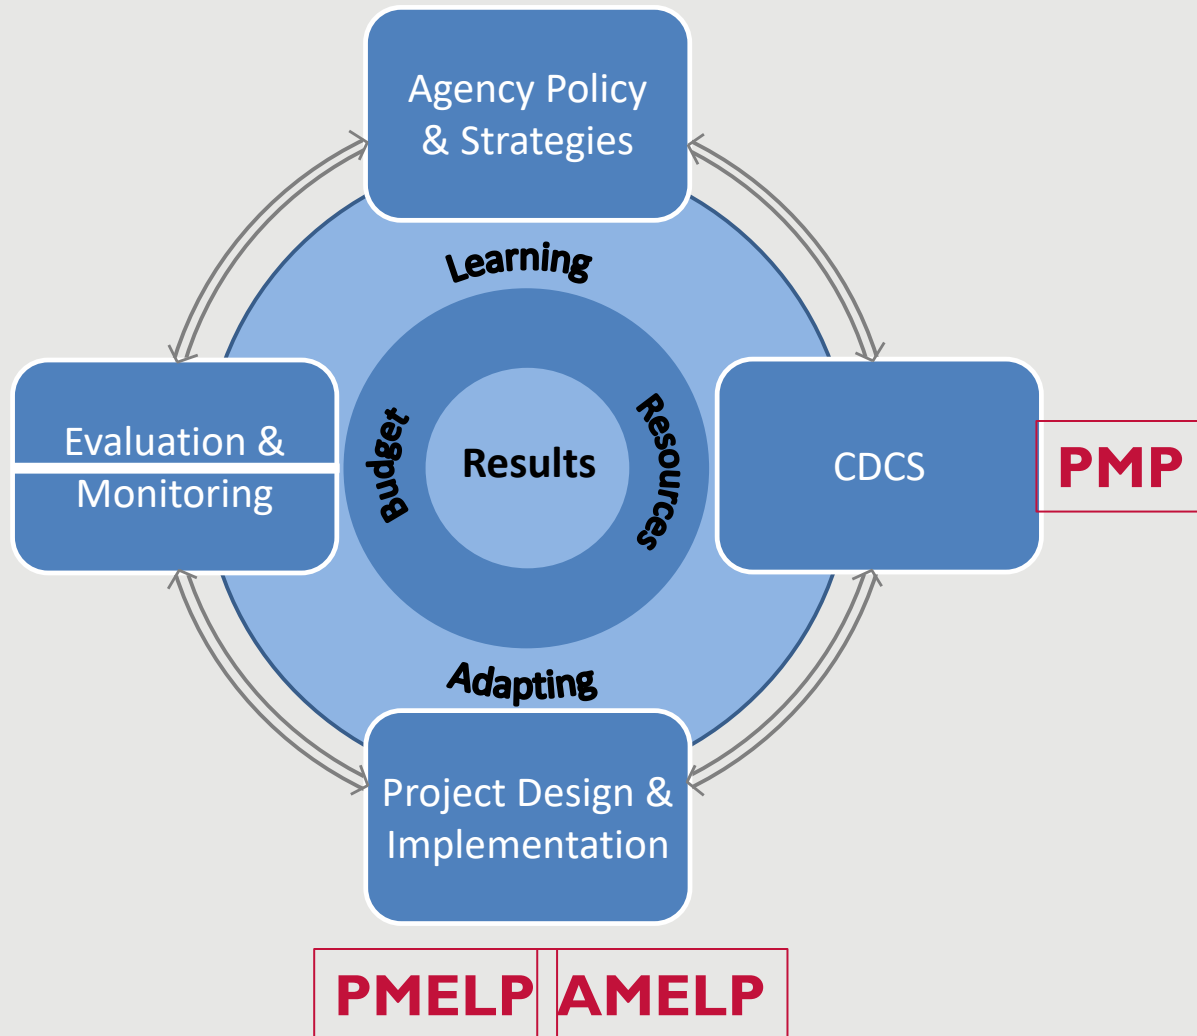 Agency Policy
& Strategies
Learning
Evaluation &
Monitoring
Budget
Results
Resources
CDCS
PMP
Adapting
Project Design &
Implementation
PMELP
AMELP